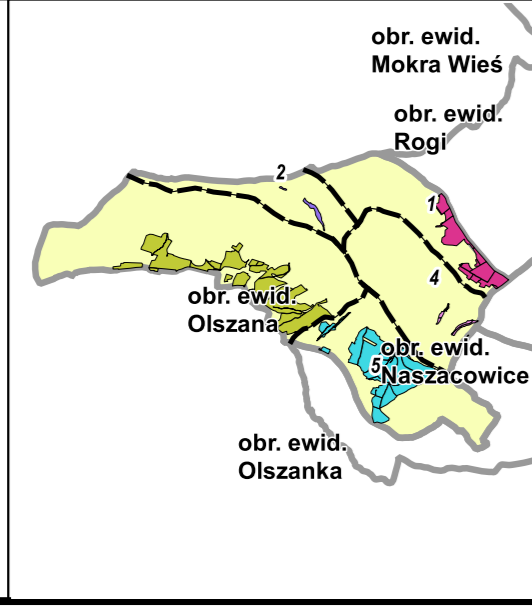 obr. ewid.
Mokra Wieś
obr. ewid.
Rogi
2
1
4
obr. ewid.
Olszana
obr. ewid.
5 Naszacowice
obr. ewid.
Olszanka